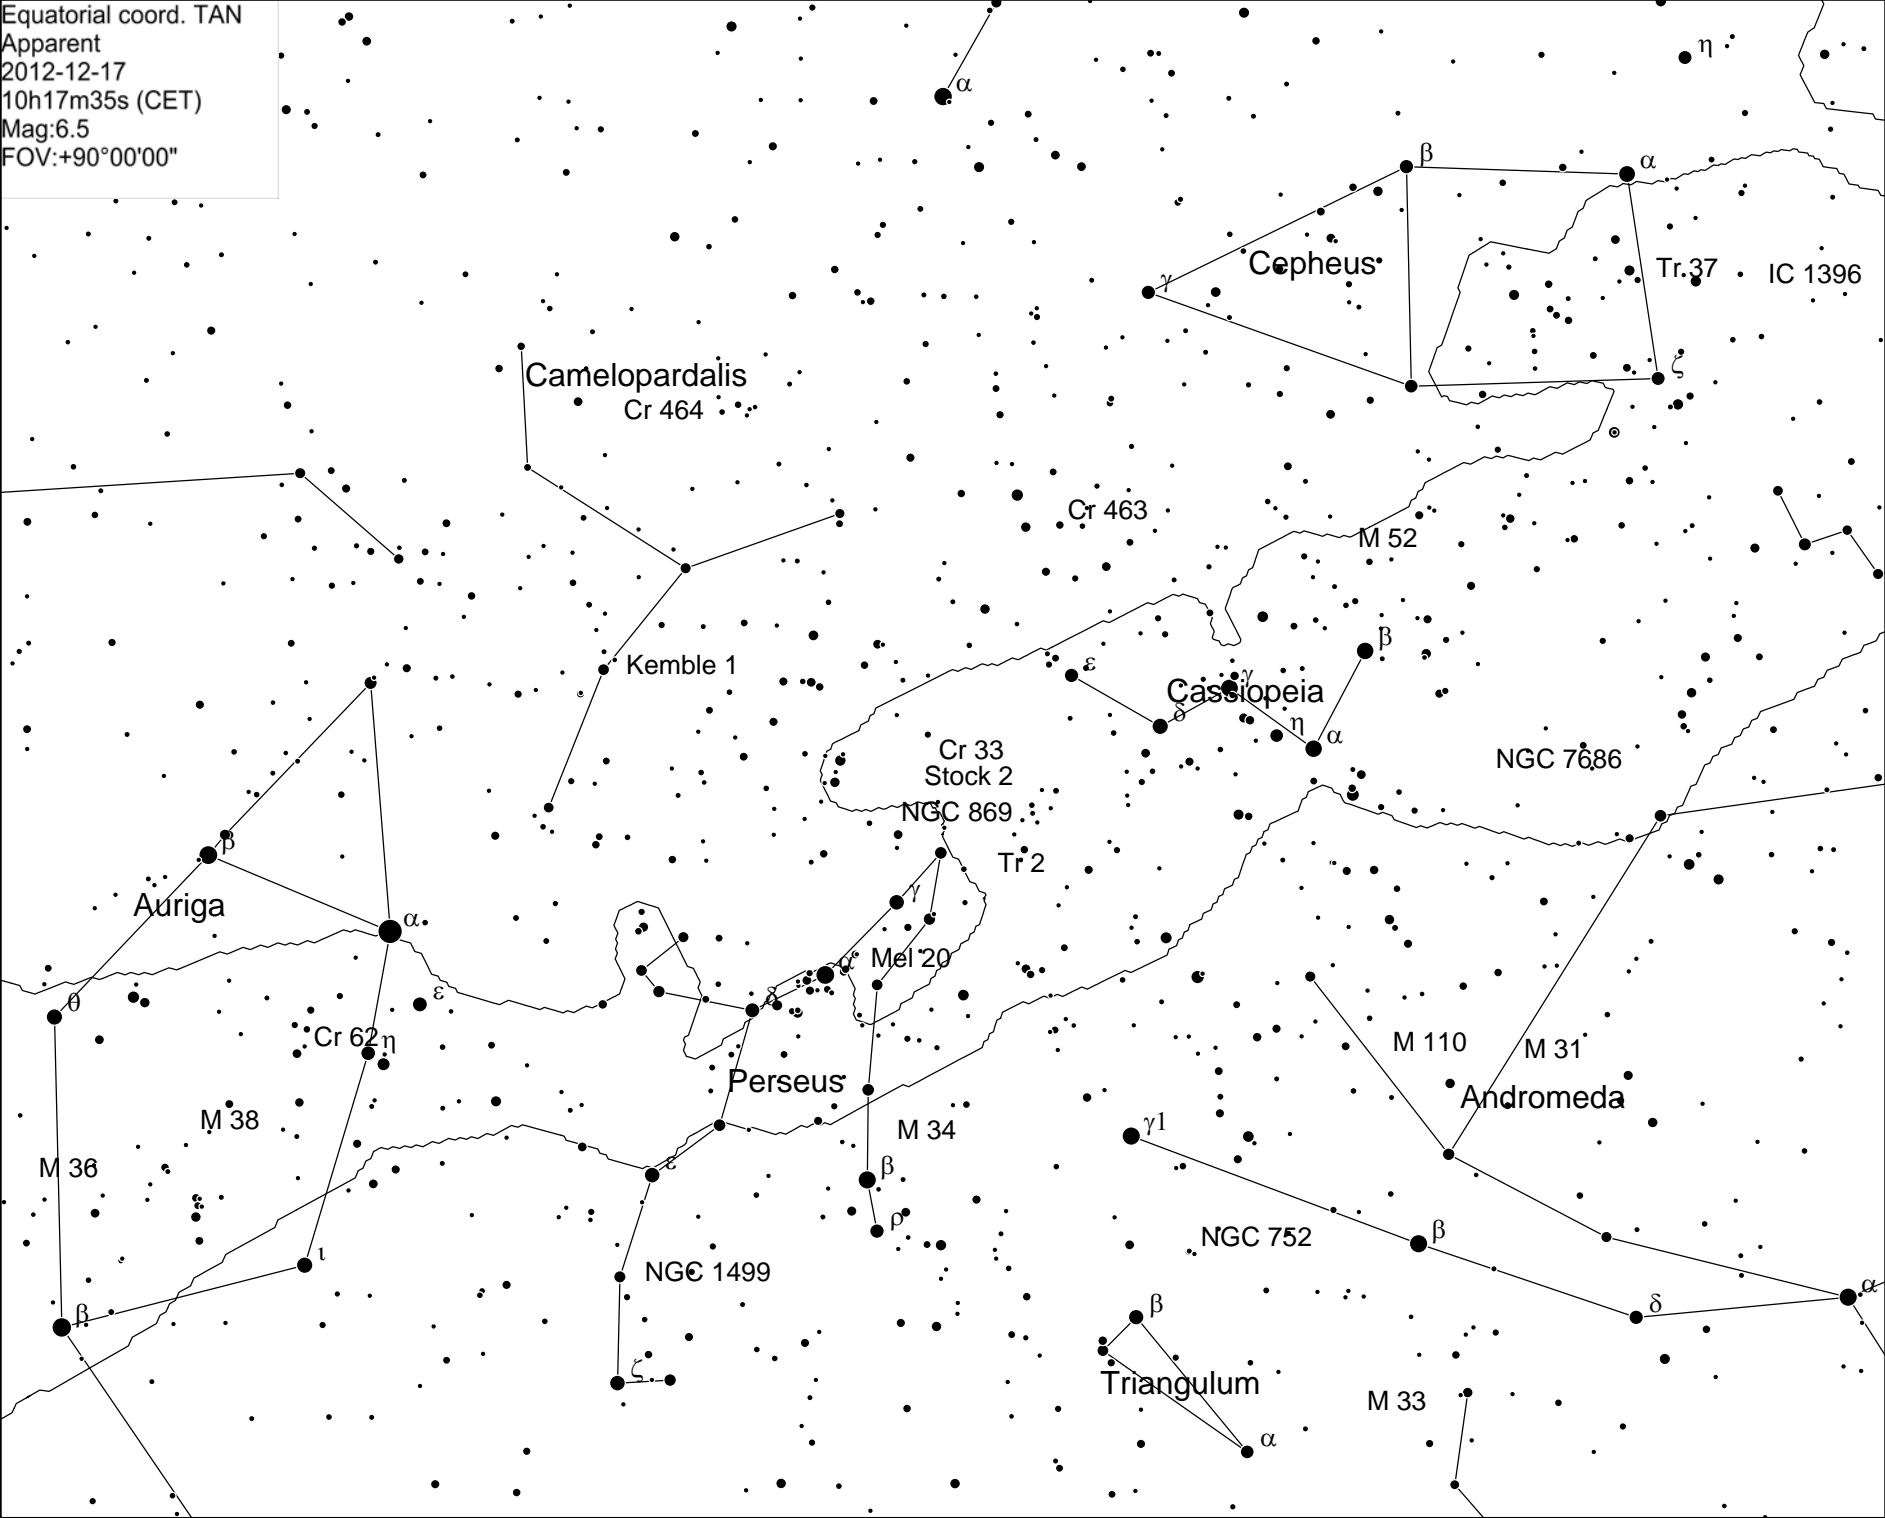 Equatorial coord. TAN
Apparent
2012-12-17
10h17m35s (CET)
Mag:6.5
FOV:+90°00'00"
η
α
β
α
Cepheus
γ
Tr 37
IC 1396
ζ
Camelopardalis
Cr 464
Cr 463
M 52
β
ε
Kemble 1
γ
Cassiopeia
δ
η
α
Cr 33
Stock 2
NGC 7686
NGC 869
β
Tr 2
Auriga
γ
α
Mel 20
α
δ
θ
ε
Cr 62
η
M 110
M 31
Perseus
Andromeda
M 38
M 34
γ1
M 36
ε
β
ρ
NGC 752
β
ι
NGC 1499
α
β
β
δ
ζ
Triangulum
M 33
α